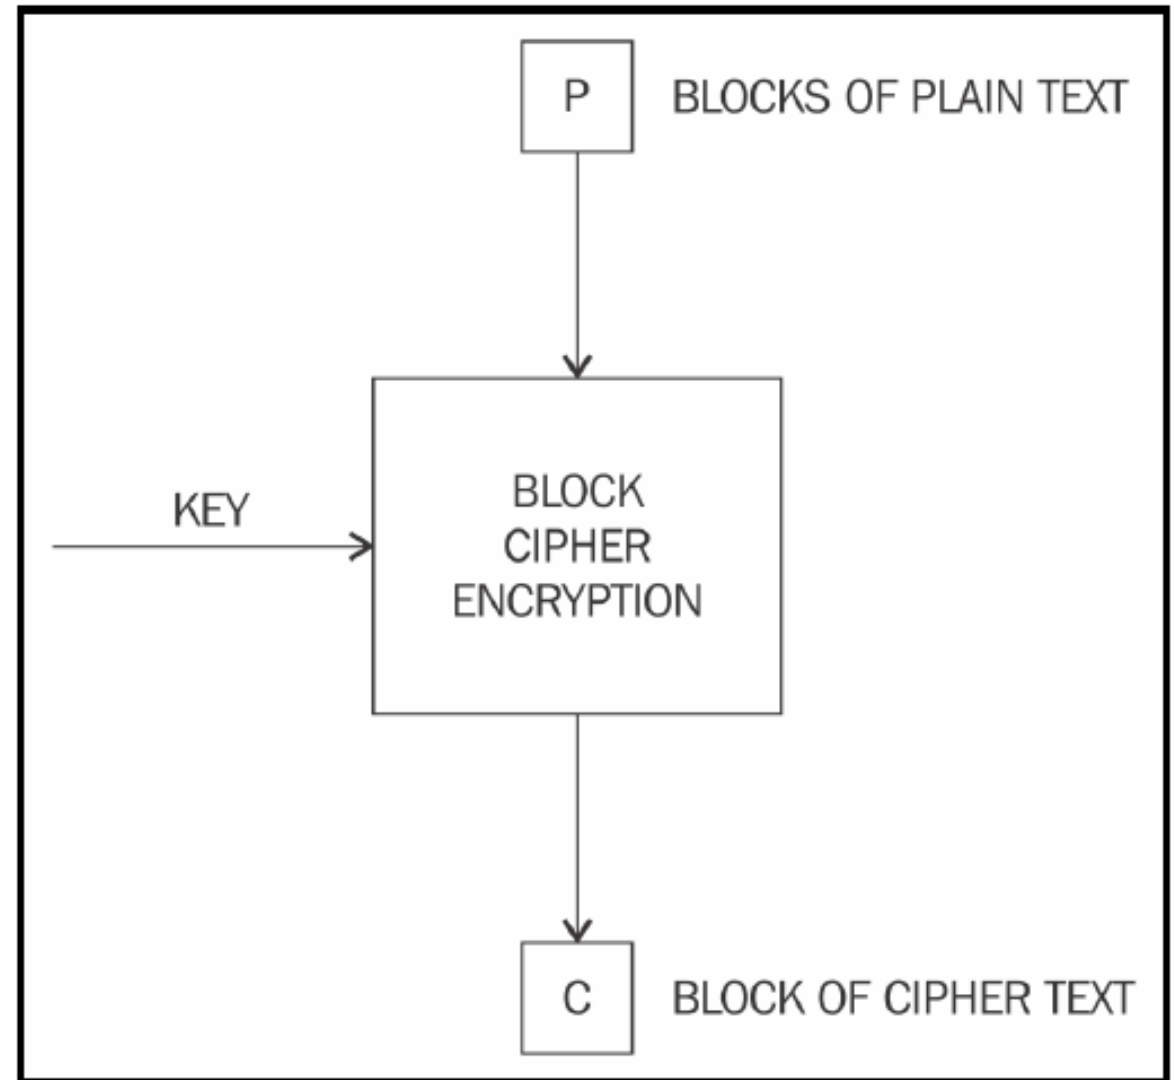 P BLOCKS OF PLAIN TEXT
KEY
BLOCK
CIPHER
ENCRYPTION
C BLOCK OF CIPHER TEXT